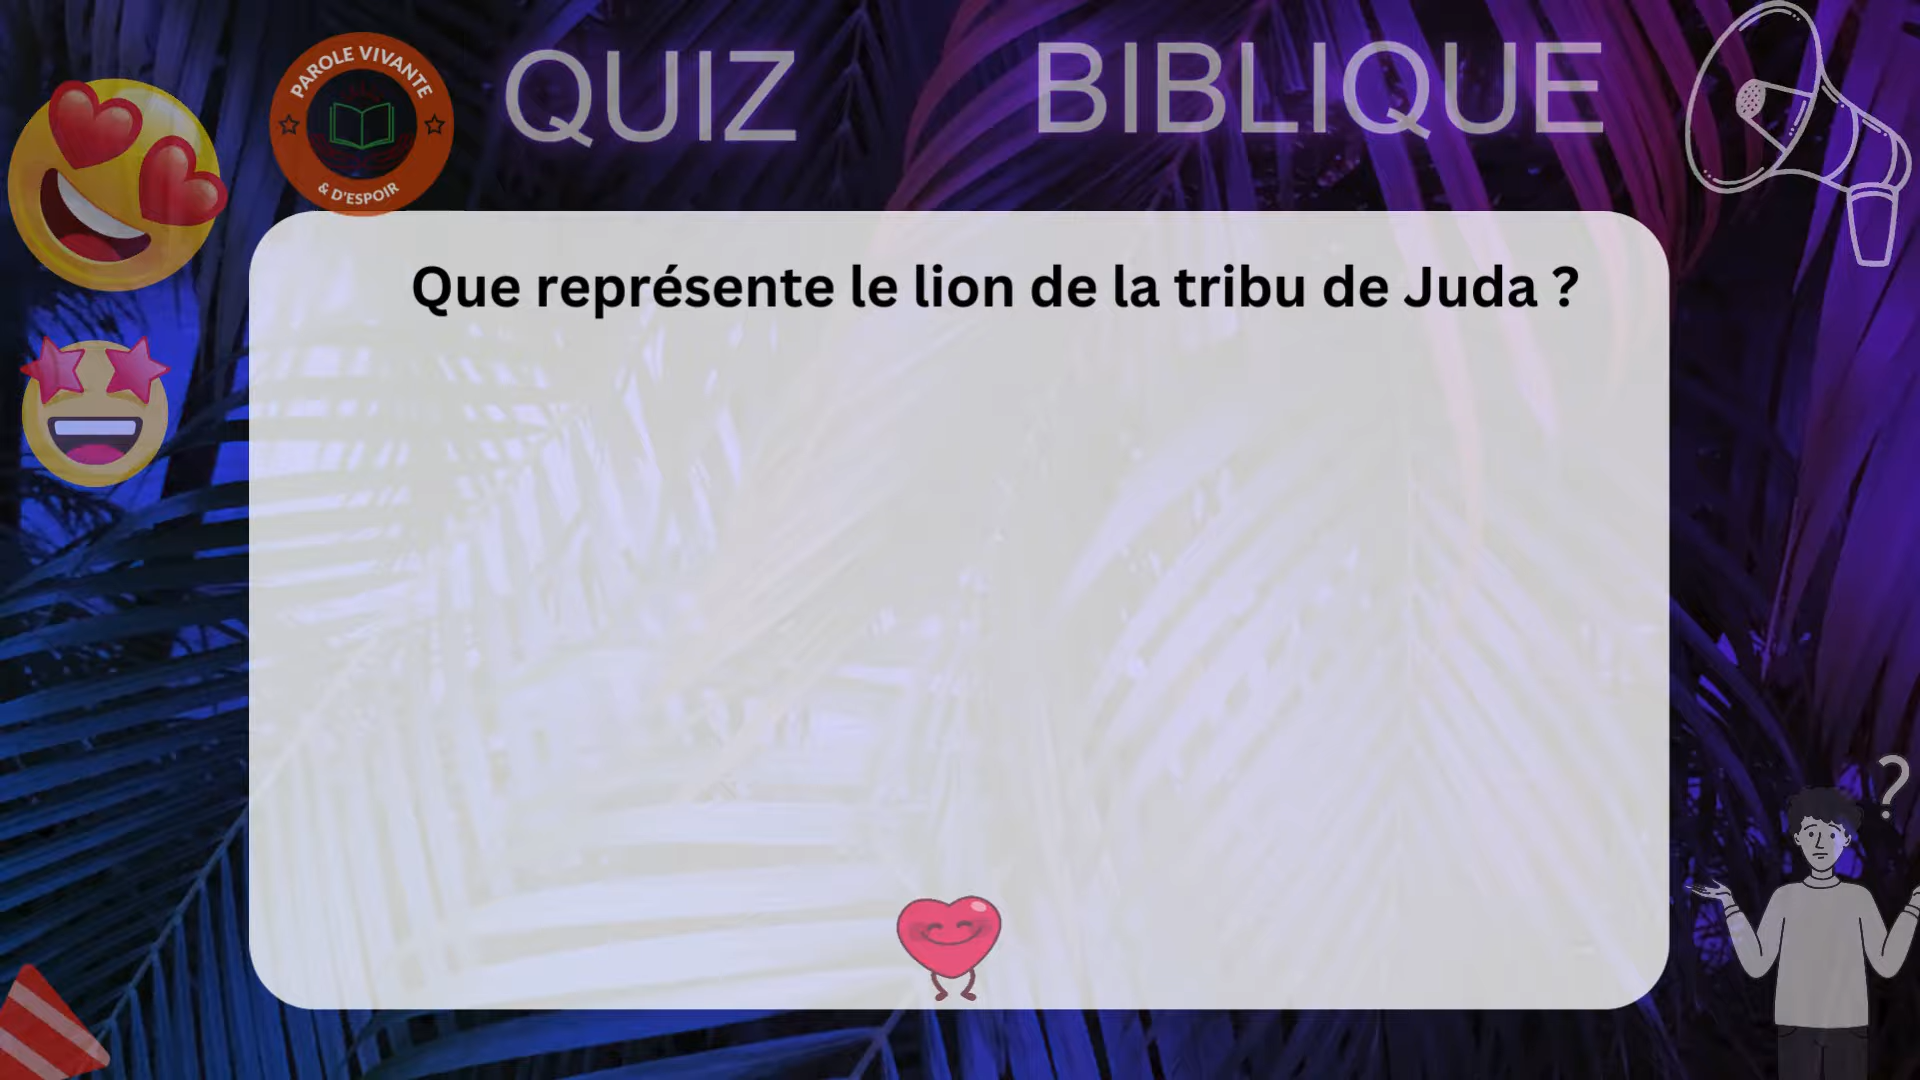 PAROLE VIVANTE
& D'ESPOIR
QUIZ BIBLIQUE
Que représente le lion de la tribu de Juda ?
?